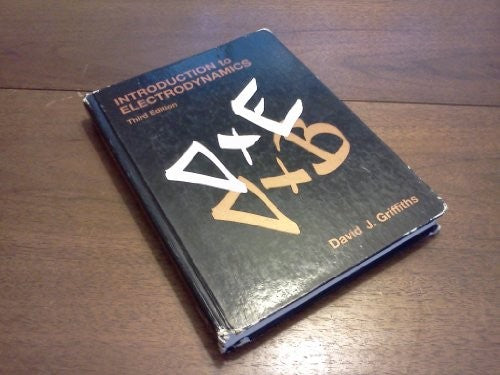 INTRODUCTION to
ELECTRODYNAMICS
Third Edition
∇×E
∇×B
David J. Griffiths